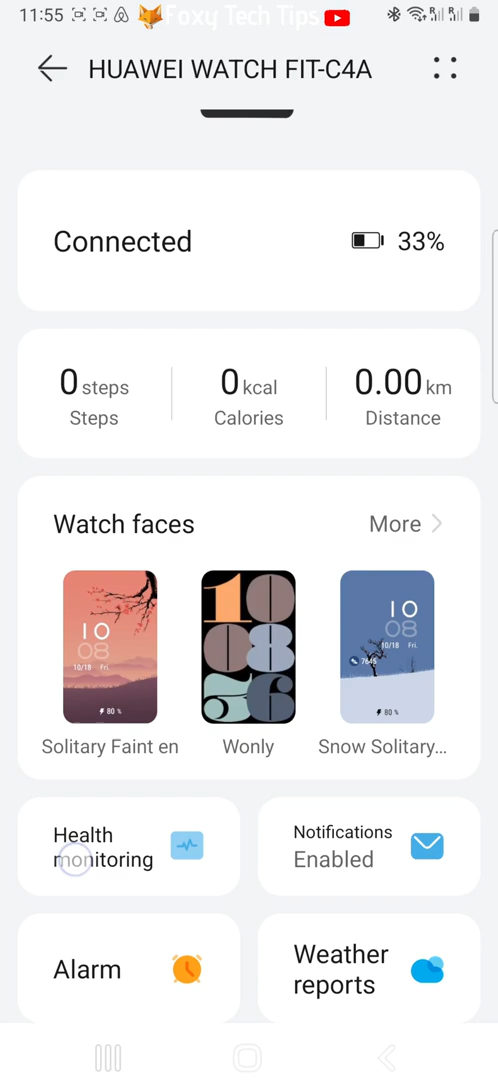 11:55 Foxy Tech Tips
HUAWEI WATCH FIT-C4A
Connected 33%
0 steps 0 kcal 0.00 km
Steps Calories Distance
Watch faces More
10
08
10/18 Fri.
80 %
10
08
56
10
08
10/18 Fri.
7645
80 %
Solitary Faint en Wonly Snow Solitary...
Health
monitoring
Notifications
Enabled
Alarm
Weather
reports